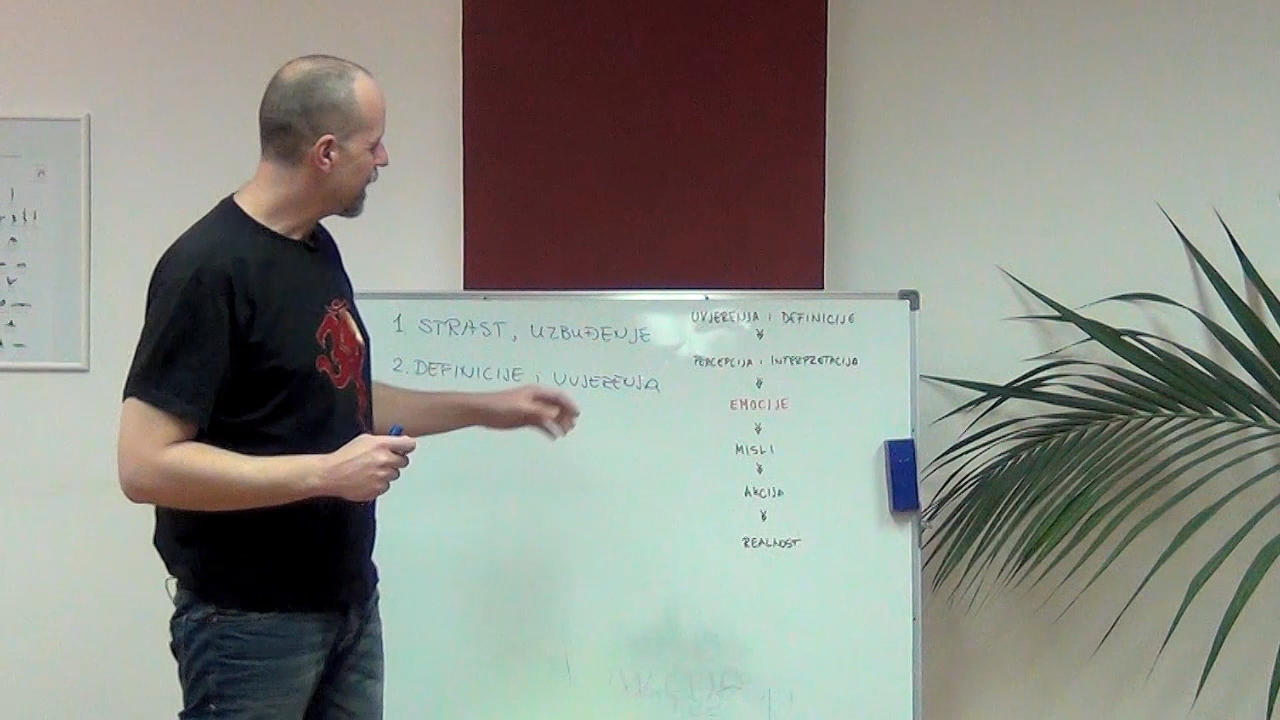 1 STRAST, UZBUĐENJE
2. DEFINICIJE i UVJERENJA
UVJERENJA i DEFINICIJE
PERCEPCIJA i INTERPRETACIJA
EMOCIJE
MISLI
AKCIJA
REALNOST